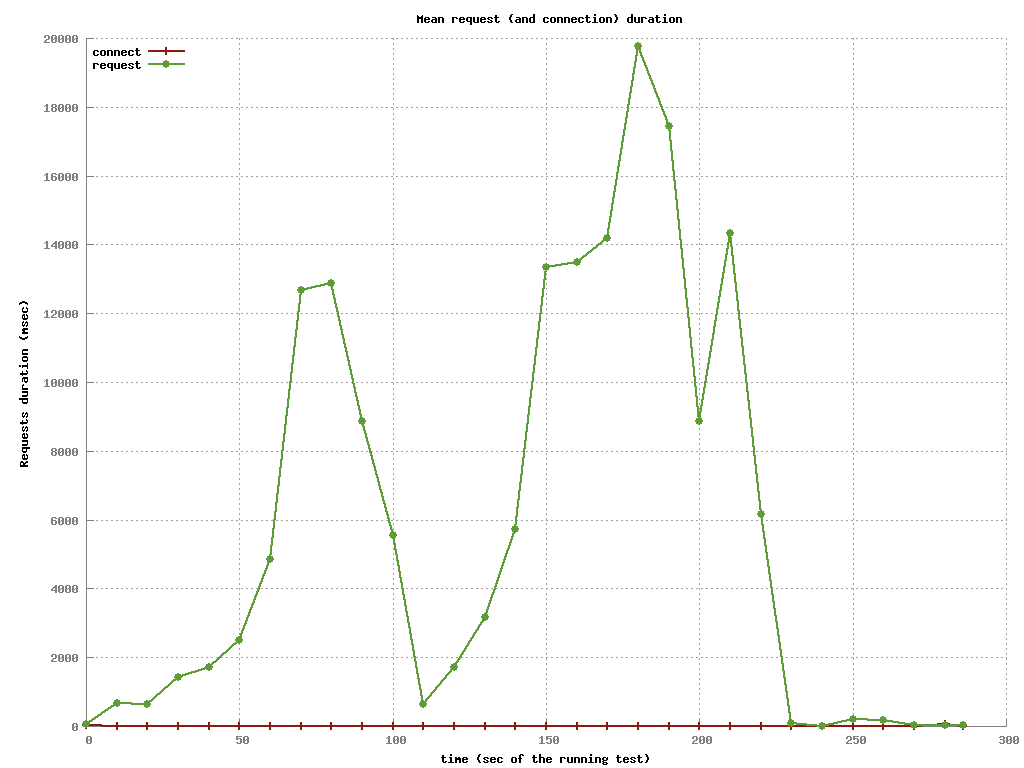 Mean request (and connection) duration
connect
request
20000
18000
16000
14000
12000
10000
8000
6000
4000
2000
0
Requests duration (msec)
0 50 100 150 200 250 300
time (sec of the running test)